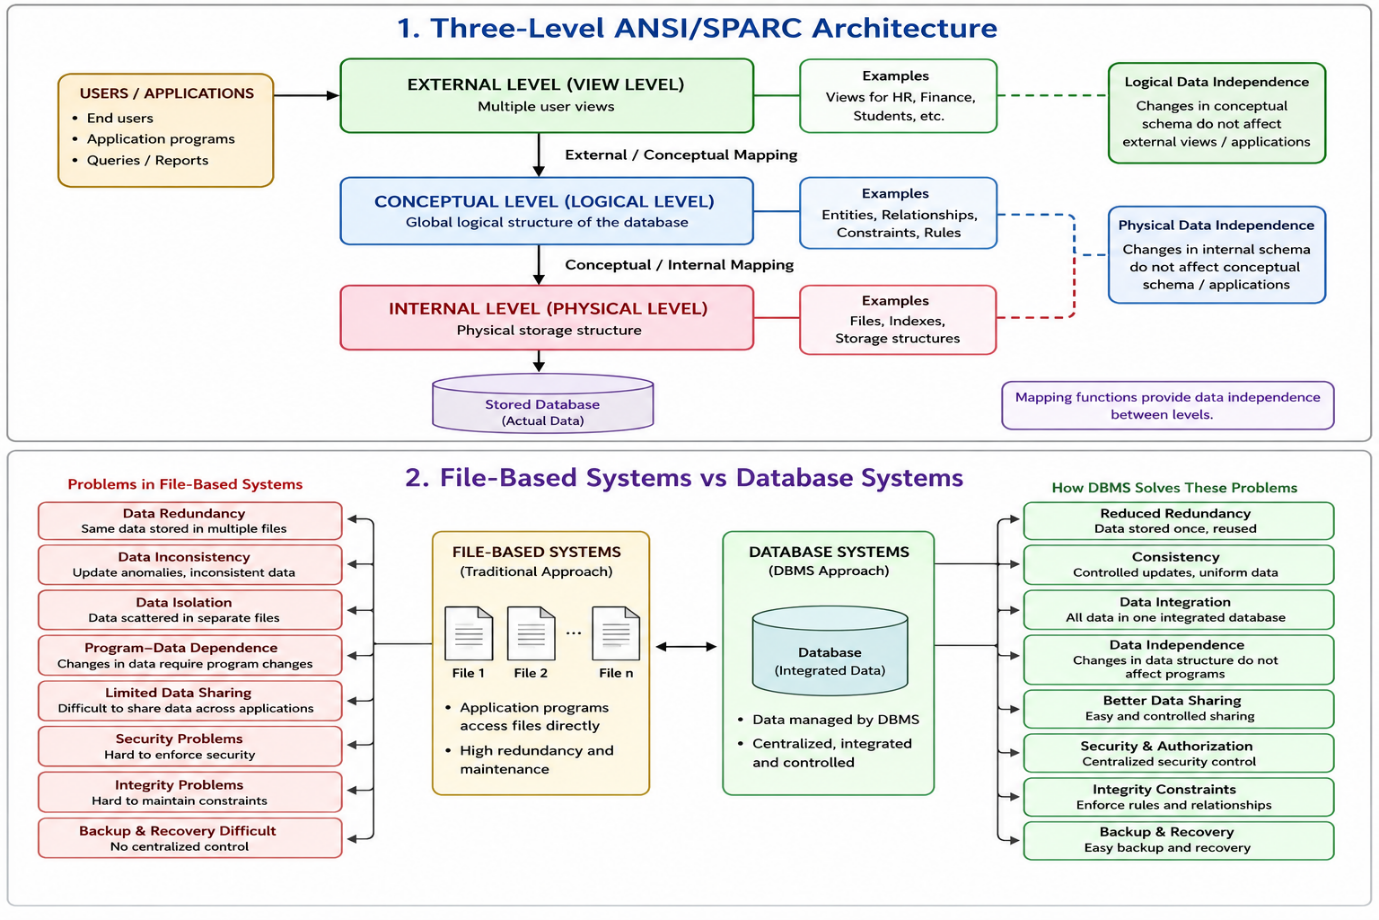 1. Three-Level ANSI/SPARC Architecture
USERS / APPLICATIONS
• End users
• Application programs
• Queries / Reports
EXTERNAL LEVEL (VIEW LEVEL)
Multiple user views
Examples
Views for HR, Finance,
Students, etc.
Logical Data Independence
Changes in conceptual
schema do not affect
external views / applications
External / Conceptual Mapping
CONCEPTUAL LEVEL (LOGICAL LEVEL)
Global logical structure of the database
Examples
Entities, Relationships,
Constraints, Rules
Physical Data Independence
Changes in internal schema
do not affect conceptual
schema / applications
Conceptual / Internal Mapping
INTERNAL LEVEL (PHYSICAL LEVEL)
Physical storage structure
Examples
Files, Indexes,
Storage structures
Stored Database
(Actual Data)
Mapping functions provide data independence
between levels.
2. File-Based Systems vs Database Systems
Problems in File-Based Systems
Data Redundancy
Same data stored in multiple files
Data Inconsistency
Update anomalies, inconsistent data
Data Isolation
Data scattered in separate files
Program–Data Dependence
Changes in data require program changes
Limited Data Sharing
Difficult to share data across applications
Security Problems
Hard to enforce security
Integrity Problems
Hard to maintain constraints
Backup & Recovery Difficult
No centralized control
FILE-BASED SYSTEMS
(Traditional Approach)
File 1
File 2
...
File n
• Application programs
access files directly
• High redundancy and
maintenance
DATABASE SYSTEMS
(DBMS Approach)
Database
(Integrated Data)
• Data managed by DBMS
• Centralized, integrated
and controlled
How DBMS Solves These Problems
Reduced Redundancy
Data stored once, reused
Consistency
Controlled updates, uniform data
Data Integration
All data in one integrated database
Data Independence
Changes in data structure do not
affect programs
Better Data Sharing
Easy and controlled sharing
Security & Authorization
Centralized security control
Integrity Constraints
Enforce rules and relationships
Backup & Recovery
Easy backup and recovery